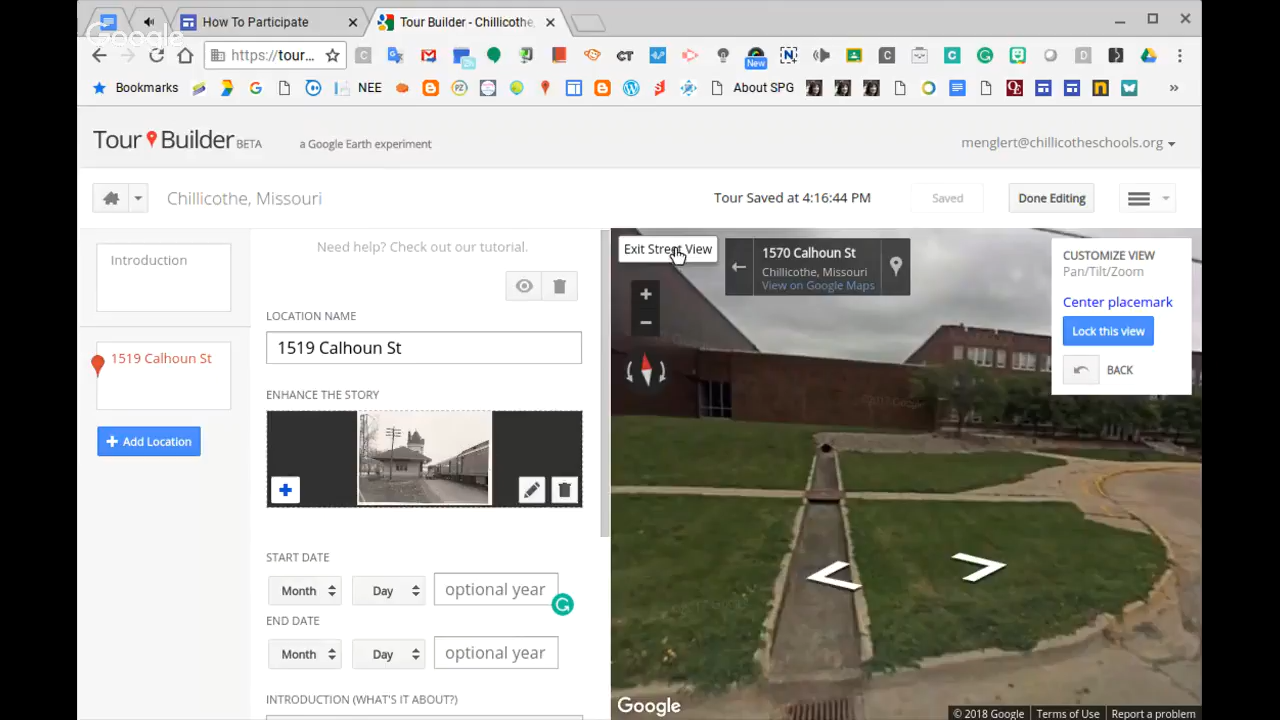 How To Participate
Tour Builder - Chillicothe,
Google
https://tour...
New
Bookmarks
NEE
About SPG
Tour Builder BETA
a Google Earth experiment
menglert@chillicotheschools.org
Chillicothe, Missouri
Tour Saved at 4:16:44 PM
Saved
Done Editing
Introduction
1519 Calhoun St
+ Add Location
Need help? Check out our tutorial.
LOCATION NAME
1519 Calhoun St
ENHANCE THE STORY
START DATE
Month
Day
optional year
END DATE
Month
Day
optional year
INTRODUCTION (WHAT'S IT ABOUT?)
Exit Street View
1570 Calhoun St
Chillicothe, Missouri
View on Google Maps
CUSTOMIZE VIEW
Pan/Tilt/Zoom
Center placemark
Lock this view
BACK
Google
© 2018 Google
Terms of Use
Report a problem